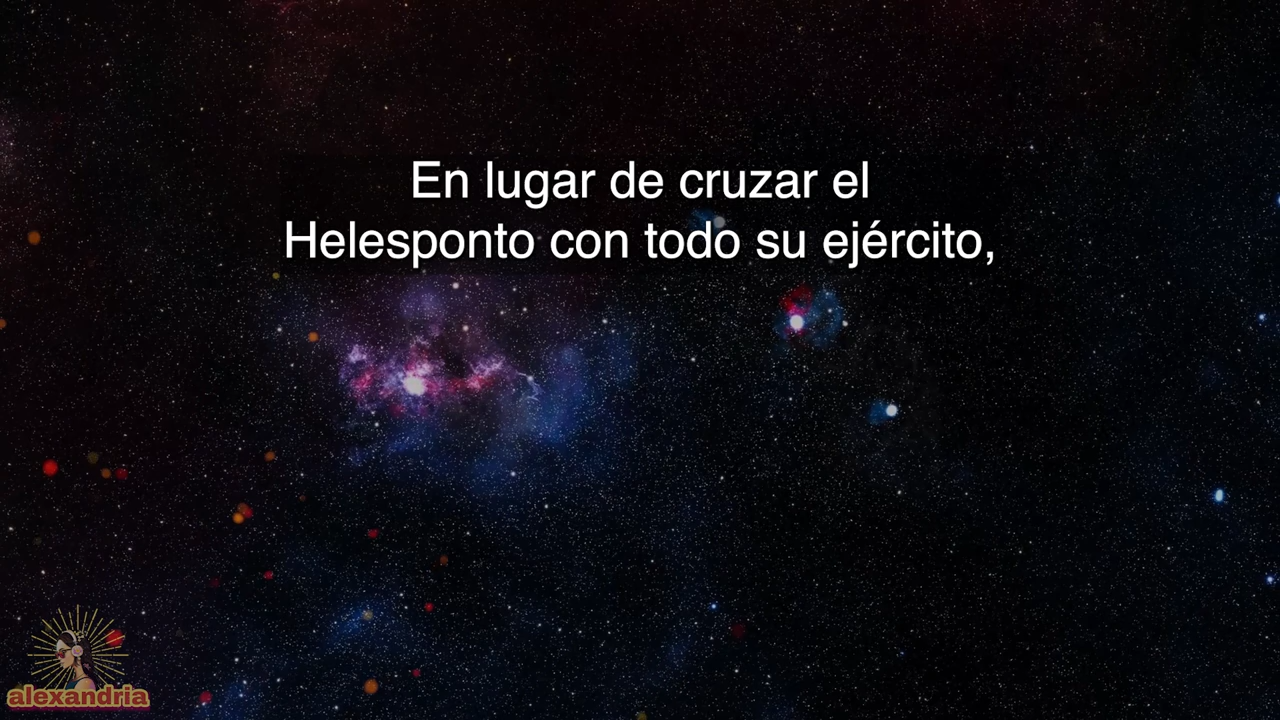 En lugar de cruzar el
Helesponto con todo su ejército,
alexandria